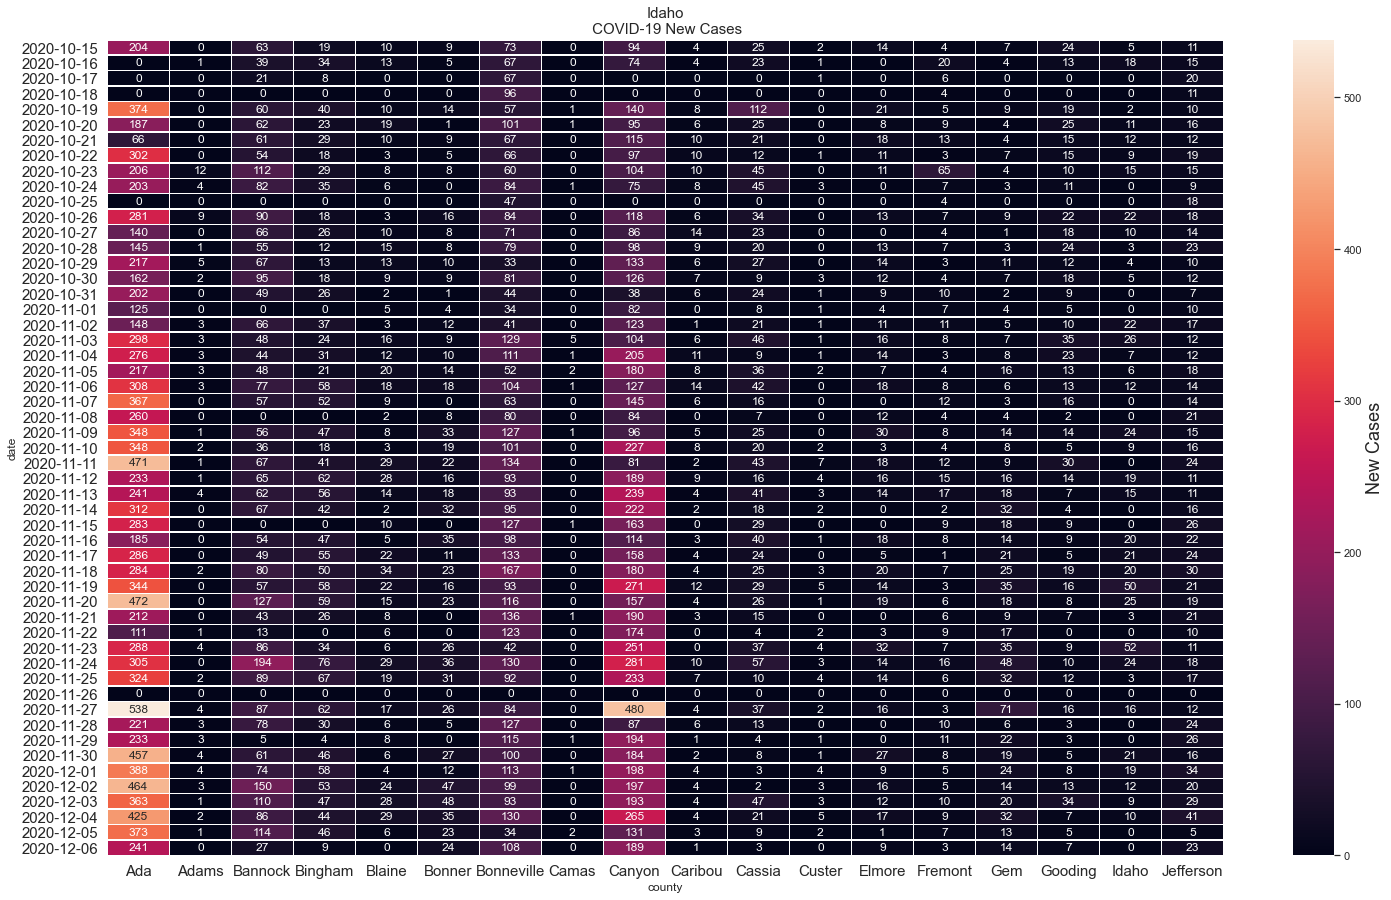 Idaho
COVID-19 New Cases
2020-10-15 204 0 63 19 10 9 73 0 94 4 25 2 14 4 7 24 5 11
2020-10-16 0 1 39 34 13 5 67 0 74 4 23 1 0 20 4 13 18 15
2020-10-17 0 0 21 8 0 0 67 0 0 0 0 1 0 6 0 0 0 20
2020-10-18 0 0 0 0 0 0 96 0 0 0 0 0 0 4 0 0 0 11
2020-10-19 374 0 60 40 10 14 57 1 140 8 112 0 21 5 9 19 2 10
2020-10-20 187 0 62 23 19 1 101 1 95 6 25 0 8 9 4 25 11 16
2020-10-21 66 0 61 29 10 9 67 0 115 10 21 0 18 13 4 15 12 12
2020-10-22 302 0 54 18 3 5 66 0 97 10 12 1 11 3 7 15 9 19
2020-10-23 206 12 112 29 8 8 60 0 104 10 45 0 11 65 4 10 15 15
2020-10-24 203 4 82 35 6 0 84 1 75 8 45 3 0 7 3 11 0 9
2020-10-25 0 0 0 0 0 0 47 0 0 0 0 0 0 4 0 0 0 18
2020-10-26 281 9 90 18 3 16 84 0 118 6 34 0 13 7 9 22 22 18
2020-10-27 140 0 66 26 10 8 71 0 86 14 23 0 0 4 1 18 10 14
2020-10-28 145 1 55 12 15 8 79 0 98 9 20 0 13 7 3 24 3 23
2020-10-29 217 5 67 13 13 10 33 0 133 6 27 0 14 3 11 12 4 10
2020-10-30 162 2 95 18 9 9 81 0 126 7 9 3 12 4 7 18 5 12
2020-10-31 202 0 49 26 2 1 44 0 38 6 24 1 9 10 2 9 0 7
2020-11-01 125 0 0 0 5 4 34 0 82 0 8 1 4 7 4 5 0 10
2020-11-02 148 3 66 37 3 12 41 0 123 1 21 1 11 11 5 10 22 17
2020-11-03 298 3 48 24 16 9 129 5 104 6 46 1 16 8 7 35 26 12
2020-11-04 276 3 44 31 12 10 111 1 205 11 9 1 14 3 8 23 7 12
2020-11-05 217 3 48 21 20 14 52 2 180 8 36 2 7 4 16 13 6 18
2020-11-06 308 3 77 58 18 18 104 1 127 14 42 0 18 8 6 13 12 14
2020-11-07 367 0 57 52 9 0 63 0 145 6 16 0 0 12 3 16 0 14
2020-11-08 260 0 0 0 2 8 80 0 84 0 7 0 12 4 4 2 0 21
2020-11-09 348 1 56 47 8 33 127 1 96 5 25 0 30 8 14 14 24 15
2020-11-10 348 2 36 18 3 19 101 0 227 8 20 2 3 4 8 5 9 16
2020-11-11 471 1 67 41 29 22 134 0 81 2 43 7 18 12 9 30 0 24
2020-11-12 233 1 65 62 28 16 93 0 189 9 16 4 16 15 16 14 19 11
2020-11-13 241 4 62 56 14 18 93 0 239 4 41 3 14 17 18 7 15 11
2020-11-14 312 0 67 42 2 32 95 0 222 2 18 2 0 2 32 4 0 16
2020-11-15 283 0 0 0 10 0 127 1 163 0 29 0 0 9 18 9 0 26
2020-11-16 185 0 54 47 5 35 98 0 114 3 40 1 18 8 14 9 20 22
2020-11-17 286 0 49 55 22 11 133 0 158 4 24 0 5 1 21 5 21 24
2020-11-18 284 2 80 50 34 23 167 0 180 4 25 3 20 7 25 19 20 30
2020-11-19 344 0 57 58 22 16 93 0 271 12 29 5 14 3 35 16 50 21
2020-11-20 472 0 127 59 15 23 116 0 157 4 26 1 19 6 18 8 25 19
2020-11-21 212 0 43 26 8 0 136 1 190 3 15 0 0 6 9 7 3 21
2020-11-22 111 1 13 0 6 0 123 0 174 0 4 2 3 9 17 0 0 10
2020-11-23 288 4 86 34 6 26 42 0 251 0 37 4 32 7 35 9 52 11
2020-11-24 305 0 194 76 29 36 130 0 281 10 57 3 14 16 48 10 24 18
2020-11-25 324 2 89 67 19 31 92 0 233 7 10 4 14 6 32 12 3 17
2020-11-26 0 0 0 0 0 0 0 0 0 0 0 0 0 0 0 0 0 0
2020-11-27 538 4 87 62 17 26 84 0 480 4 37 2 16 3 71 16 16 12
2020-11-28 221 3 78 30 6 5 127 0 87 6 13 0 0 10 6 3 0 24
2020-11-29 233 3 5 4 8 0 115 1 194 1 4 1 0 11 22 3 0 26
2020-11-30 457 4 61 46 6 27 100 0 184 2 8 1 27 8 19 5 21 16
2020-12-01 388 4 74 58 4 12 113 1 198 4 3 4 9 5 24 8 19 34
2020-12-02 464 3 150 53 24 47 99 0 197 4 2 3 16 5 14 13 12 20
2020-12-03 363 1 110 47 28 48 93 0 193 4 47 3 12 10 20 34 9 29
2020-12-04 425 2 86 44 29 35 130 0 265 4 21 5 17 9 32 7 10 41
2020-12-05 373 1 114 46 6 23 34 2 131 3 9 2 1 7 13 5 0 5
2020-12-06 241 0 27 9 0 24 108 0 189 1 3 0 9 3 14 7 0 23
Ada Adams Bannock Bingham Blaine Bonner Bonneville Camas Canyon Caribou Cassia Custer Elmore Fremont Gem Gooding Idaho Jefferson
county
date
500
400
300
200
100
0
New Cases